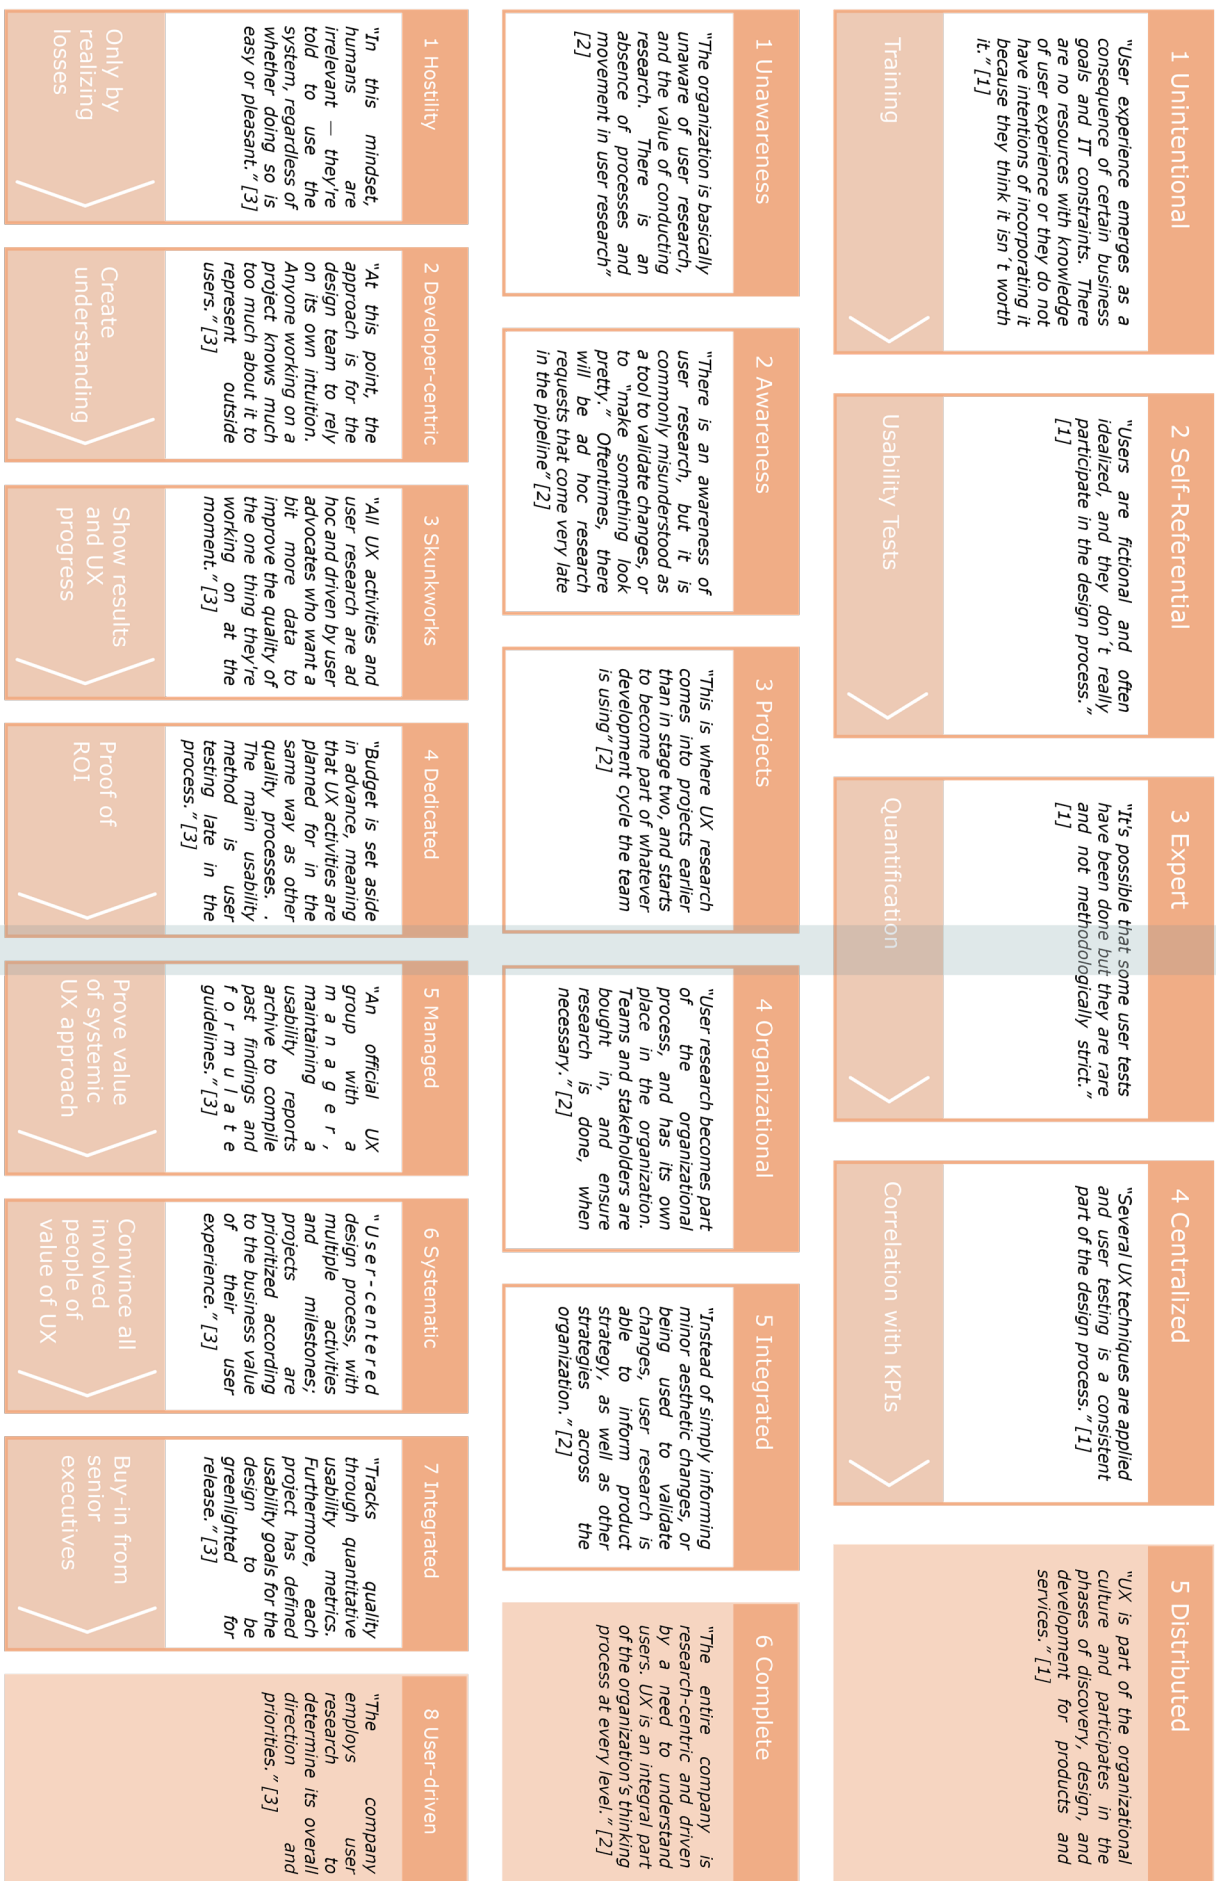 1 Unintentional
“User experience emerges as a
consequence of certain business
goals and IT constraints. There
are no resources with knowledge
of user experience or they do not
have intentions of incorporating it
because they think it isn´t worth
it.” [1]
Training
2 Self-Referential
“Users are fictional and often
idealized, and they don´t really
participate in the design process.”
[1]
Usability Tests
3 Expert
“It’s possible that some user tests
have been done but they are rare
and not methodologically strict.”
[1]
Quantification
4 Centralized
“Several UX techniques are applied
and user testing is a consistent
part of the design process.” [1]
Correlation with KPIs
5 Distributed
“UX is part of the organizational
culture and participates in the
phases of discovery, design, and
development for products and
services.” [1]
1 Unawareness
“The organization is basically
unaware of user research,
and the value of conducting
research. There is an
absence of processes and
movement in user research”
[2]
2 Awareness
“There is an awareness of
user research, but it is
commonly misunderstood as
a tool to validate changes, or
to “make something look
pretty.” Oftentimes, there
will be ad hoc research
requests that come very late
in the pipeline” [2]
3 Projects
“This is where UX research
comes into projects earlier
than in stage two, and starts
to become part of whatever
development cycle the team
is using” [2]
4 Organizational
“User research becomes part
of the organizational
process, and has its own
place in the organization.
Teams and stakeholders are
bought in, and ensure
research is done, when
necessary.” [2]
5 Integrated
“Instead of simply informing
minor aesthetic changes, or
being used to validate
changes, user research is
able to inform product
strategy, as well as other
strategies across the
organization.” [2]
6 Complete
“The entire company is
research-centric and driven
by a need to understand
users. UX is an integral part
of the organization’s thinking
process at every level.” [2]
1 Hostility
“In this mindset,
humans are
irrelevant — they’re
told to use the
system, regardless of
whether doing so is
easy or pleasant.” [3]
Only by
realizing
losses
2 Developer-centric
“At this point, the
approach is for the
design team to rely
on its own intuition.
Anyone working on a
project knows much
too much about it to
represent outside
users.” [3]
Create
understanding
3 Skunkworks
“All UX activities and
user research are ad
hoc and driven by user
advocates who want a
bit more data to
improve the quality of
the one thing they’re
working on at the
moment.” [3]
Show results
and UX
progress
4 Dedicated
“Budget is set aside
in advance, meaning
that UX activities are
planned for in the
same way as other
quality processes. .
The main usability
method is user
testing late in the
process.” [3]
Proof of
ROI
5 Managed
“An official UX
group with a
manager,
maintaining a
usability reports
archive to compile
past findings and
formulate
guidelines.” [3]
Prove value
of systemic
UX approach
6 Systematic
“User-centered
design process, with
multiple activities
and milestones;
projects are
prioritized according
to the business value
of their user
experience.” [3]
Convince all
involved
people of
value of UX
7 Integrated
“Tracks quality
through quantitative
usability metrics.
Furthermore, each
project has defined
usability goals for the
design to be
greenlighted for
release.” [3]
Buy-in from
senior
executives
8 User-driven
“The company
employs user
research to
determine its overall
direction and
priorities.” [3]